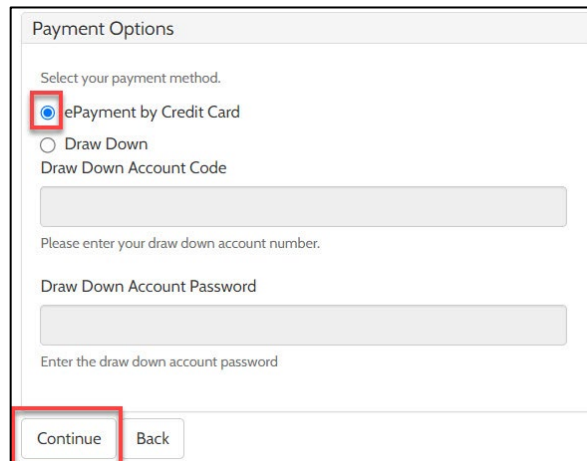 Payment Options
Select your payment method.
ePayment by Credit Card
Draw Down
Draw Down Account Code
Please enter your draw down account number.
Draw Down Account Password
Enter the draw down account password
Continue Back